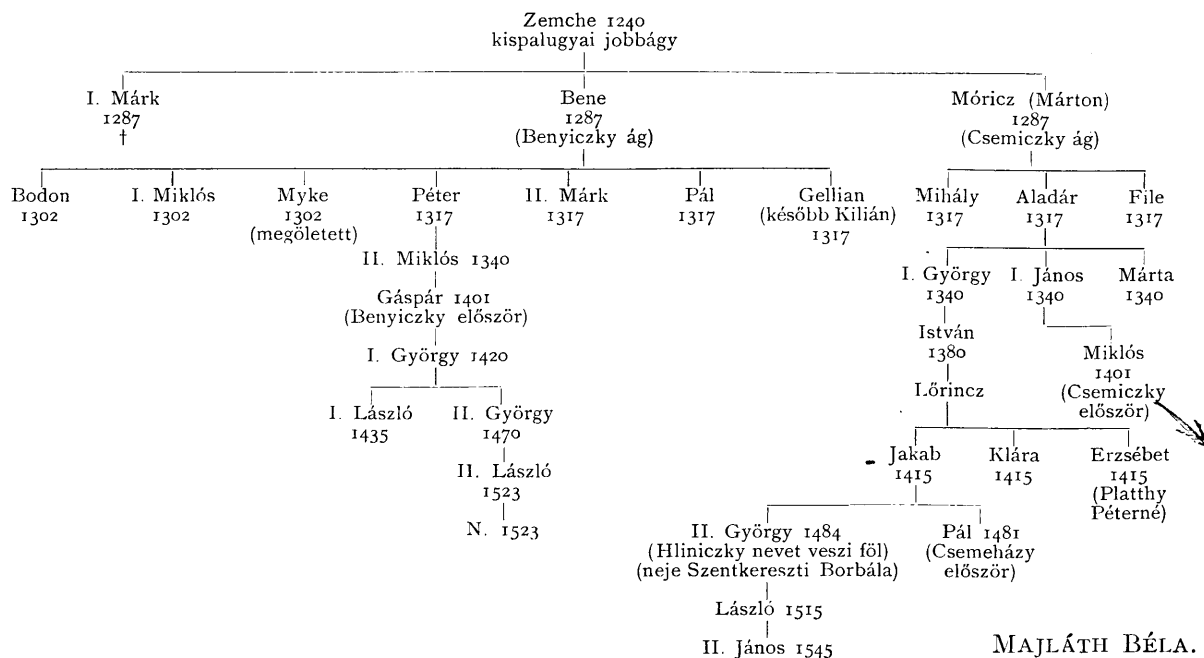 Zemche 1240
kispalugyai jobbágy
I. Márk
1287
†
Bene
1287
(Benyiczky ág)
Móricz (Márton)
1287
(Csemiczky ág)
Bodon
1302
I. Miklós
1302
Myke
1302
(megöletett)
Péter
1317
II. Márk
1317
Pál
1317
Gellian
(később Kilián)
1317
Mihály
1317
Aladár
1317
File
1317
II. Miklós 1340
Gáspár 1401
(Benyiczky először)
I. György 1420
I. László
1435
II. György
1470
II. László
1523
N. 1523
I. György
1340
I. János
1340
Márta
1340
István
1380
Miklós
1401
(Csemiczky
először)
Lőrincz
Jakab
1415
Klára
1415
Erzsébet
1415
(Platthy
Péterné)
II. György 1484
(Hliniczky nevet veszi föl)
(neje Szentkereszti Borbála)
Pál 1481
(Csemeházy
először)
László 1515
II. János 1545
MAJLÁTH BÉLA.